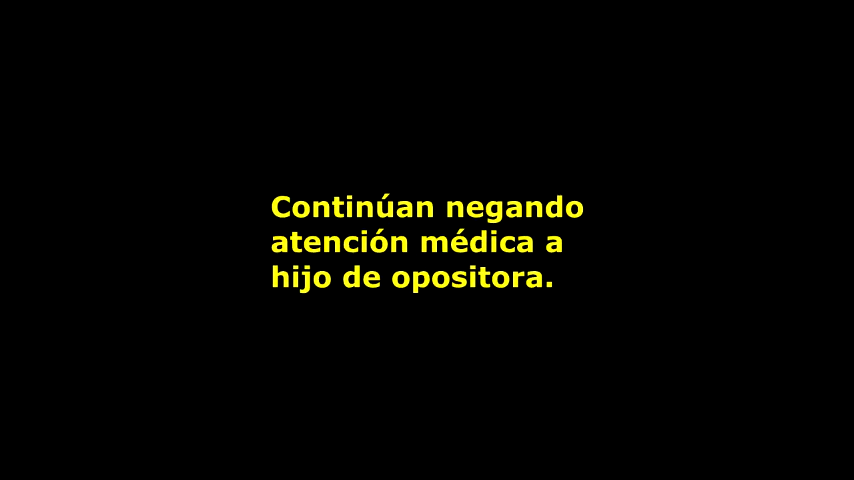 Continúan negando
atención médica a
hijo de opositora.